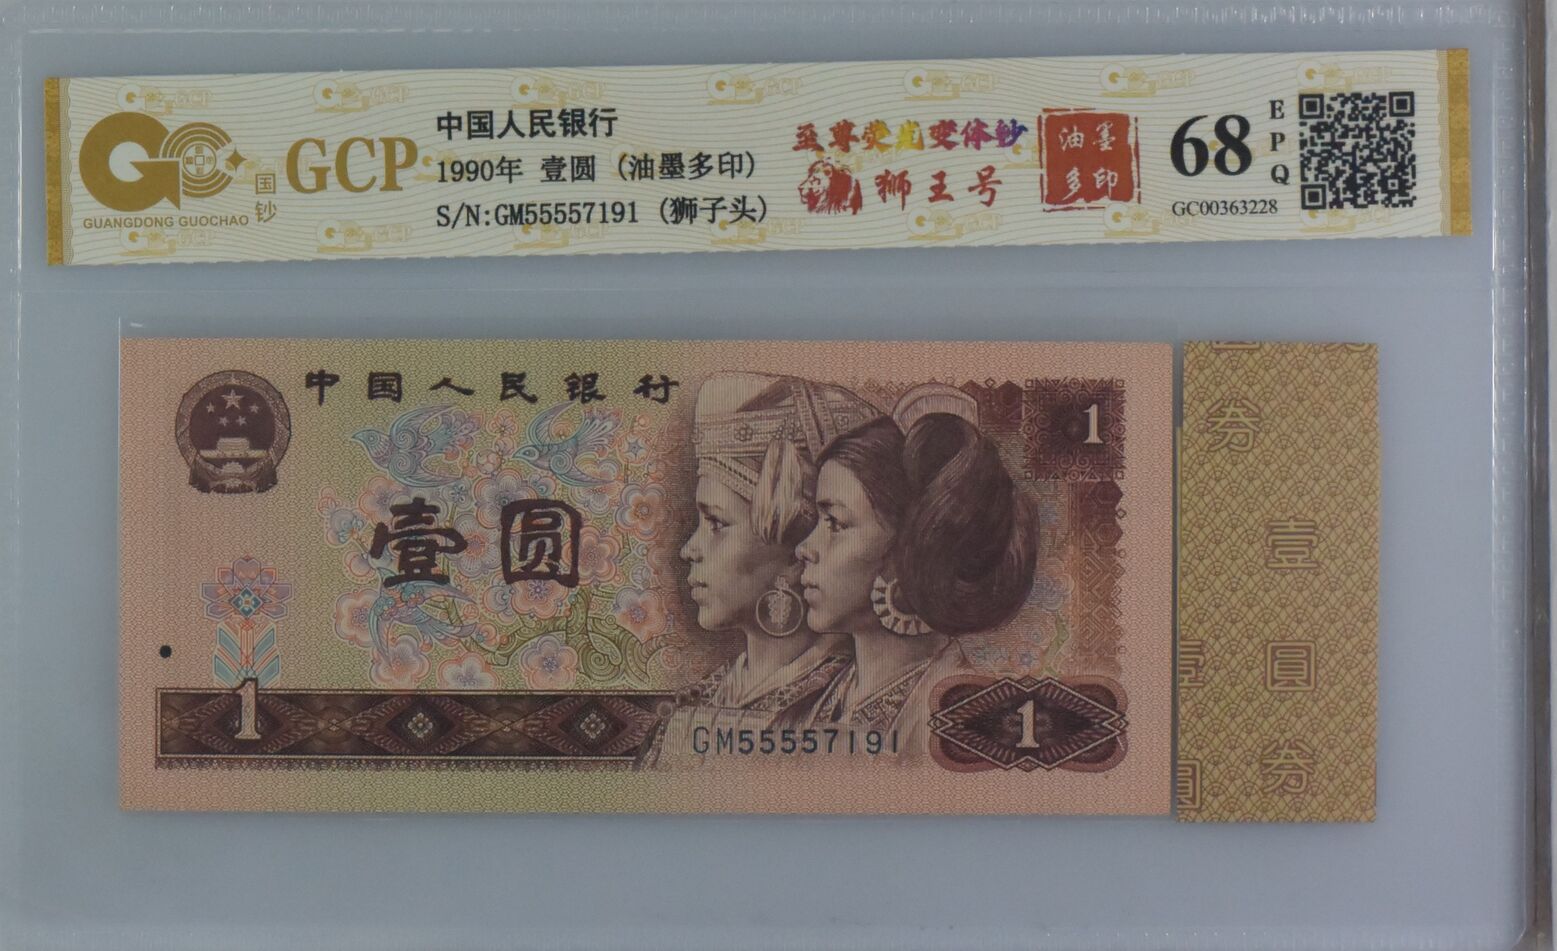 中国人民银行
1990年 壹圆 (油墨多印)
S/N:GM55557191 (狮子头)
GCP
国钞
GUANGDONG GUOCHAO
至尊荧光变体钞
狮王号
油墨
多印
68
EPQ
GC00363228
中国人民银行
1
壹圆
1
GM55557191
1
券
壹
圓
券
壹
圓